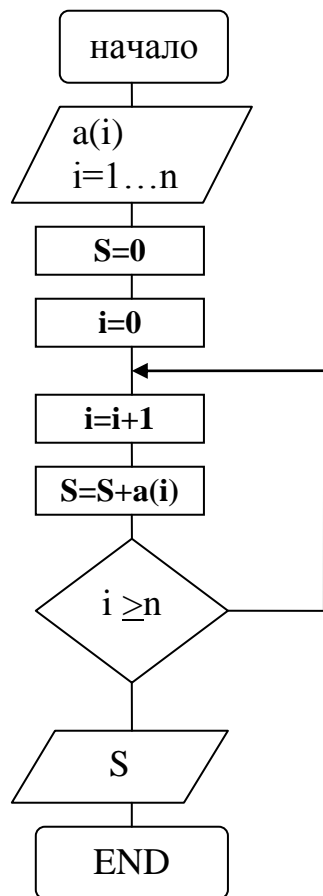 начало
a(i)
i=1…n
S=0
i=0
i=i+1
S=S+a(i)
i ≥n
S
END